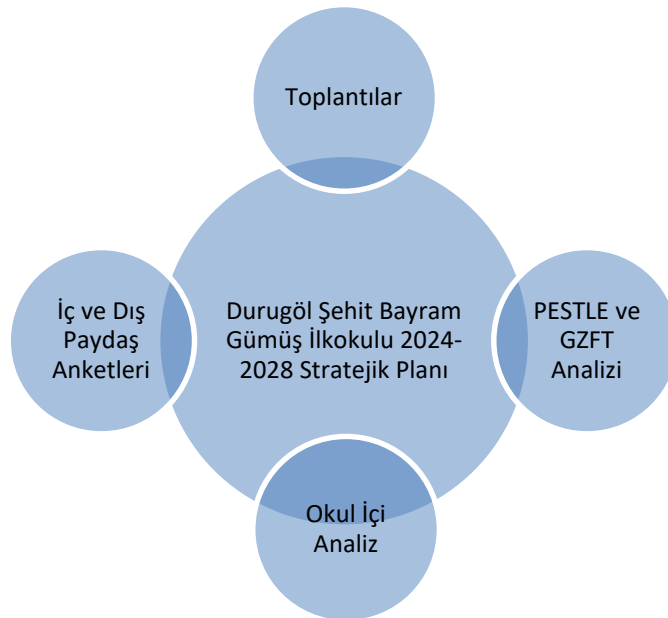 Toplantılar
İç ve Dış
Paydaş
Anketleri
Durugöl Şehit Bayram
Gümüş İlkokulu 2024-
2028 Stratejik Planı
PESTLE ve
GZFT
Analizi
Okul İçi
Analiz